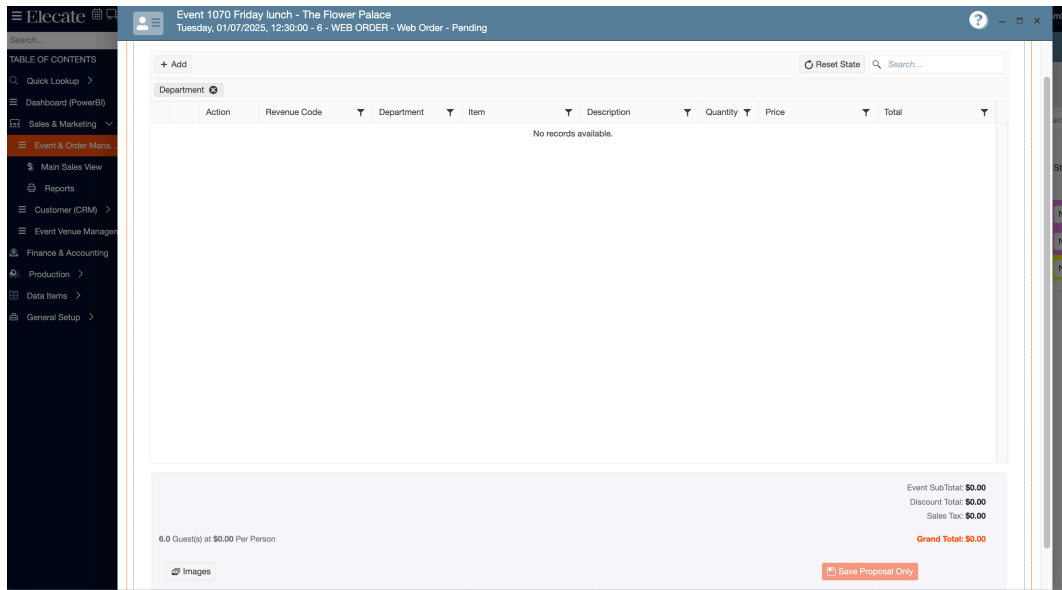 Elecate
Event 1070 Friday lunch - The Flower Palace
Tuesday, 01/07/2025, 12:30:00 - 6 - WEB ORDER - Web Order - Pending
Search...
TABLE OF CONTENTS
Quick Lookup
Dashboard (PowerBI)
Sales & Marketing
Event & Order Mana...
Main Sales View
Reports
Customer (CRM)
Event Venue Managem
Finance & Accounting
Production
Data Items
General Setup
+ Add
Reset State
Search...
Department
Action Revenue Code Department Item Description Quantity Price Total
No records available.
Event SubTotal: $0.00
Discount Total: $0.00
Sales Tax: $0.00
6.0 Guest(s) at $0.00 Per Person
Grand Total: $0.00
Images
Save Proposal Only